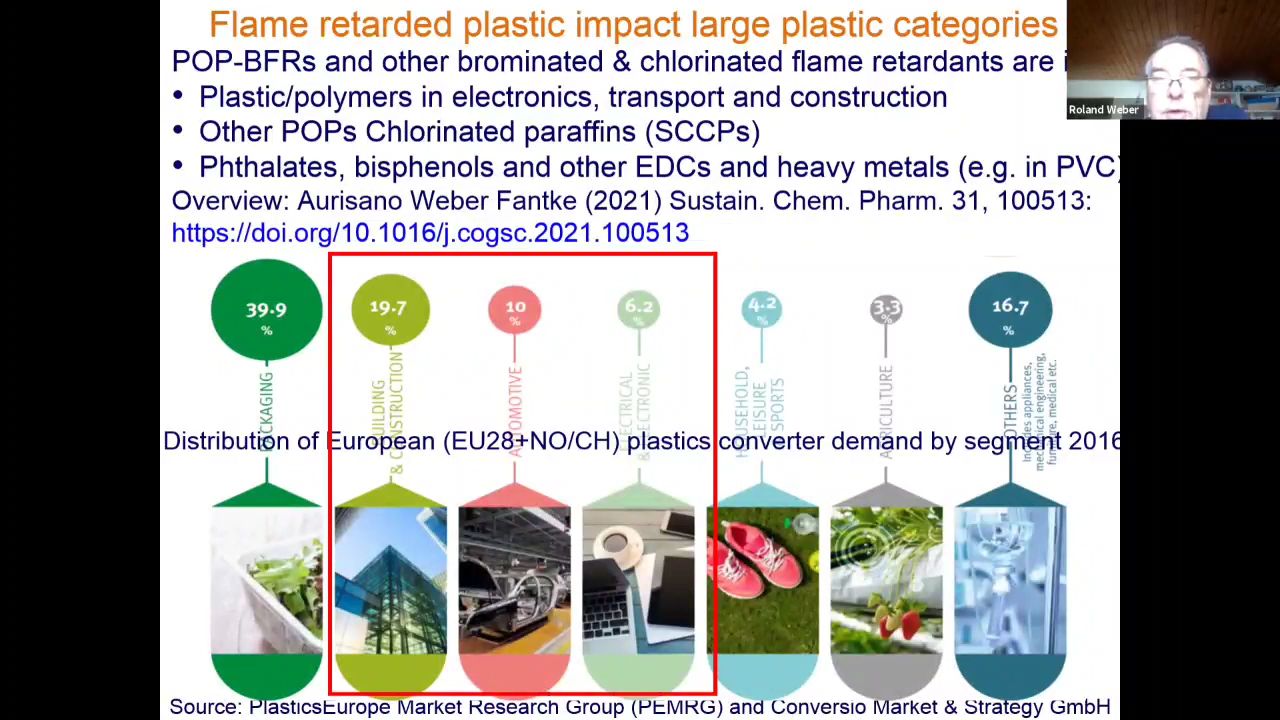 Flame retarded plastic impact large plastic categories
POP-BFRs and other brominated & chlorinated flame retardants are
Roland Weber
• Plastic/polymers in electronics, transport and construction
• Other POPs Chlorinated paraffins (SCCPs)
• Phthalates, bisphenols and other EDCs and heavy metals (e.g. in PVC)
Overview: Aurisano Weber Fantke (2021) Sustain. Chem. Pharm. 31, 100513:
https://doi.org/10.1016/j.cogsc.2021.100513
39.9 %
19.7 %
10 %
6.2 %
4.2 %
3.3 %
16.7 %
PACKAGING
BUILDING
& CONSTRUCTION
AUTOMOTIVE
ELECTRICAL
& ELECTRONIC
HOUSEHOLD,
LEISURE
& SPORTS
AGRICULTURE
OTHERS
Includes appliances,
mechanical engineering,
furniture, medical etc.
Distribution of European (EU28+NO/CH) plastics converter demand by segment 2016
Source: PlasticsEurope Market Research Group (PEMRG) and Conversio Market & Strategy GmbH